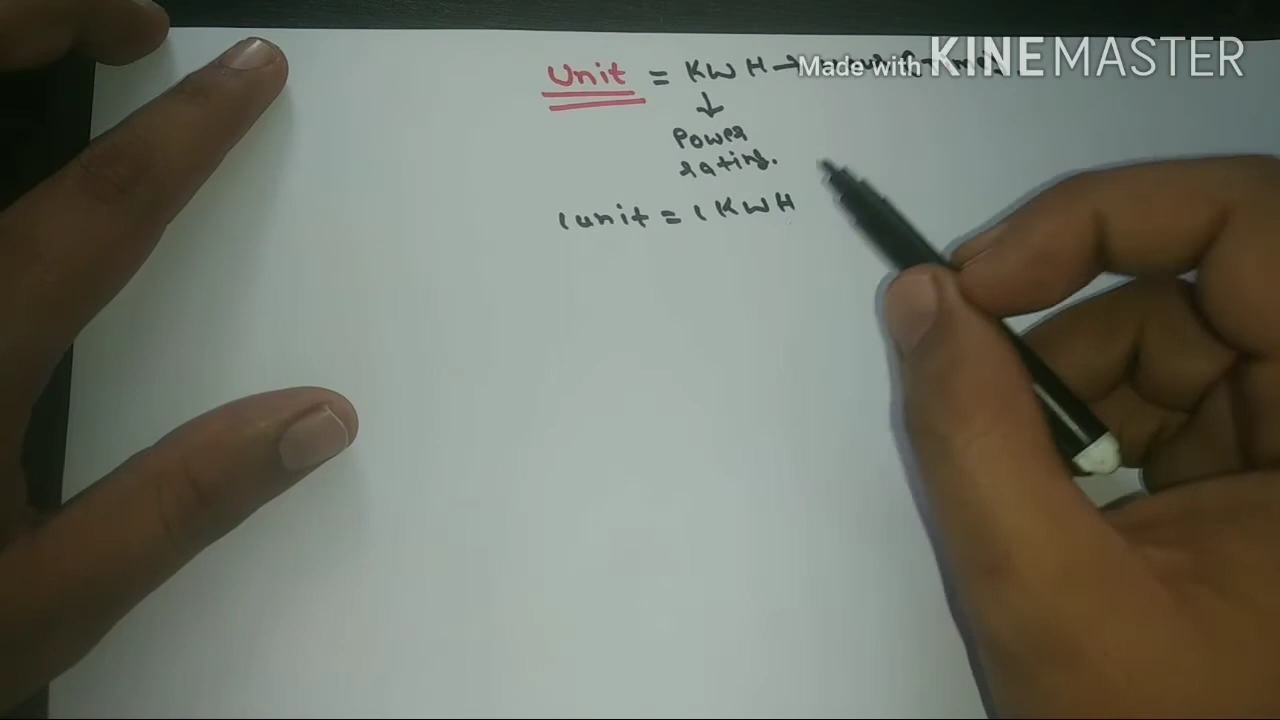 Unit = KWH →
Made with KINEMASTER
↓
Power
rating.
1 unit = 1 KWH